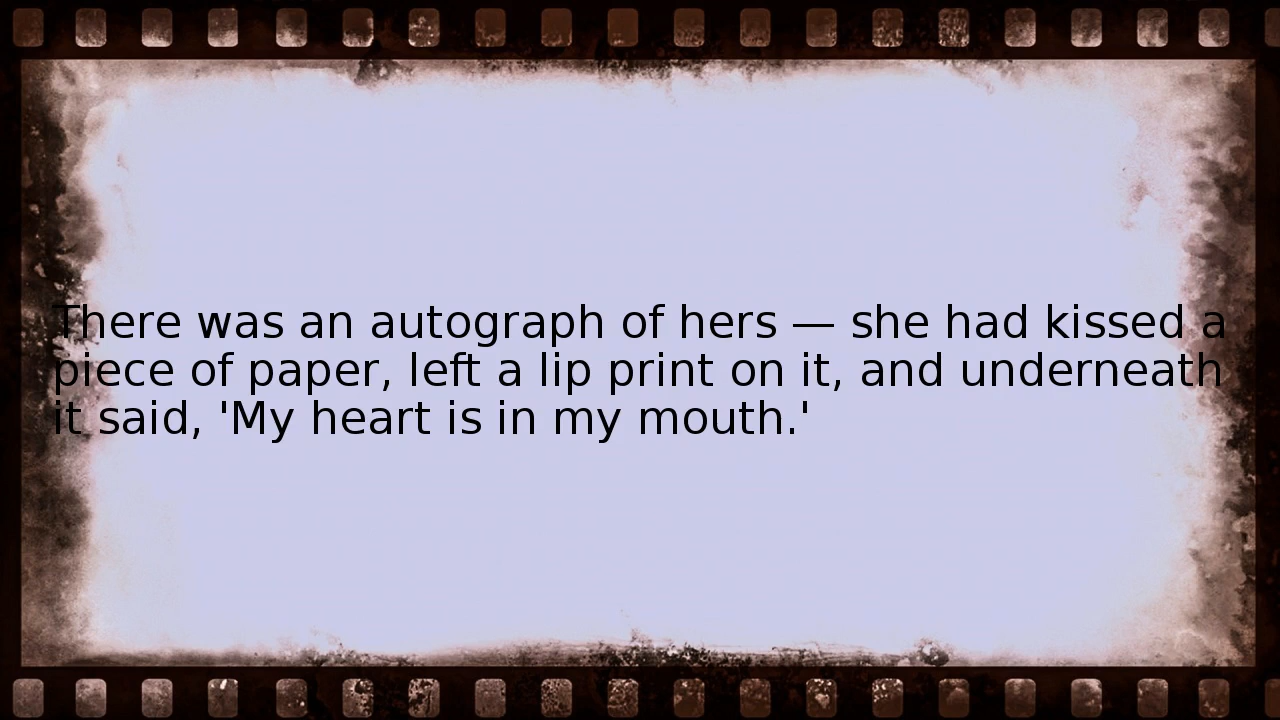 There was an autograph of hers — she had kissed a
piece of paper, left a lip print on it, and underneath
it said, 'My heart is in my mouth.'